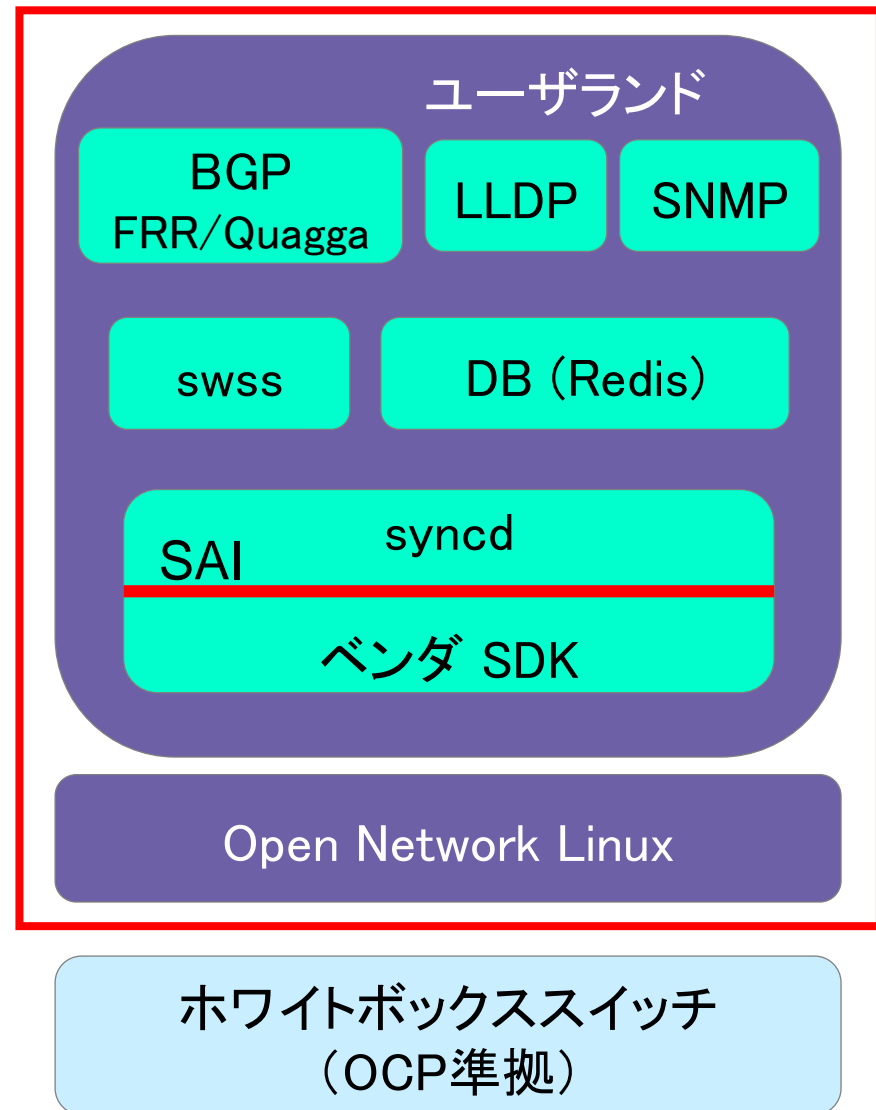 ユーザランド
BGP
FRR/Quagga
LLDP
SNMP
swss
DB (Redis)
syncd
SAI
ベンダ SDK
Open Network Linux
ホワイトボックススイッチ
（OCP準拠）